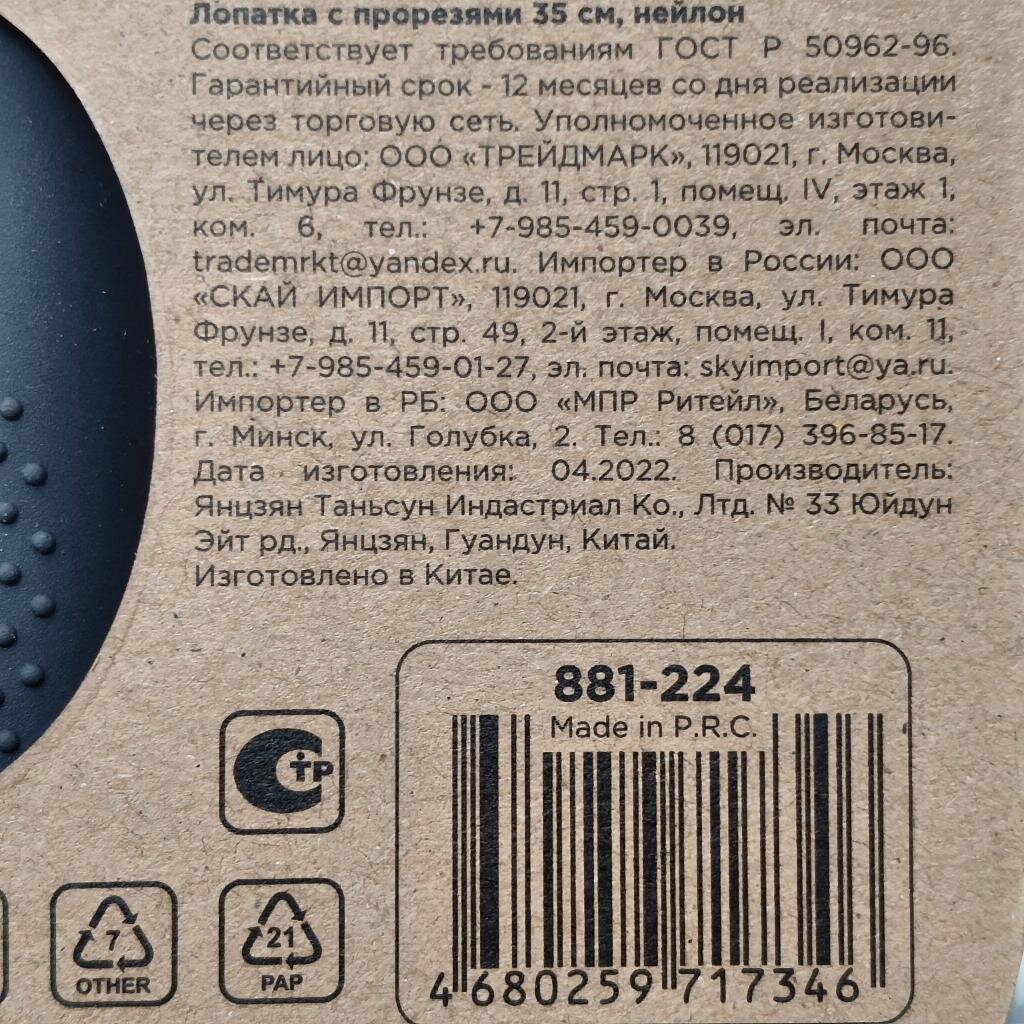 Лопатка с прорезями 35 см, нейлон
Соответствует требованиям ГОСТ Р 50962-96.
Гарантийный срок - 12 месяцев со дня реализации
через торговую сеть. Уполномоченное изготови-
телем лицо: ООО «ТРЕЙДМАРК», 119021, г. Москва,
ул. Тимура Фрунзе, д. 11, стр. 1, помещ. IV, этаж 1,
ком. 6, тел.: +7-985-459-0039, эл. почта:
trademrkt@yandex.ru. Импортер в России: ООО
«СКАЙ ИМПОРТ», 119021, г. Москва, ул. Тимура
Фрунзе, д. 11, стр. 49, 2-й этаж, помещ. I, ком. 11,
тел.: +7-985-459-01-27, эл. почта: skyimport@ya.ru.
Импортер в РБ: ООО «МПР Ритейл», Беларусь,
г. Минск, ул. Голубка, 2. Тел.: 8 (017) 396-85-17.
Дата изготовления: 04.2022. Производитель:
Янцзян Таньсун Индастриал Ко., Лтд. № 33 Юйдун
Эйт рд., Янцзян, Гуандун, Китай.
Изготовлено в Китае.
881-224
Made in P.R.C.
СТР
7
OTHER
21
PAP
4 680259 717346